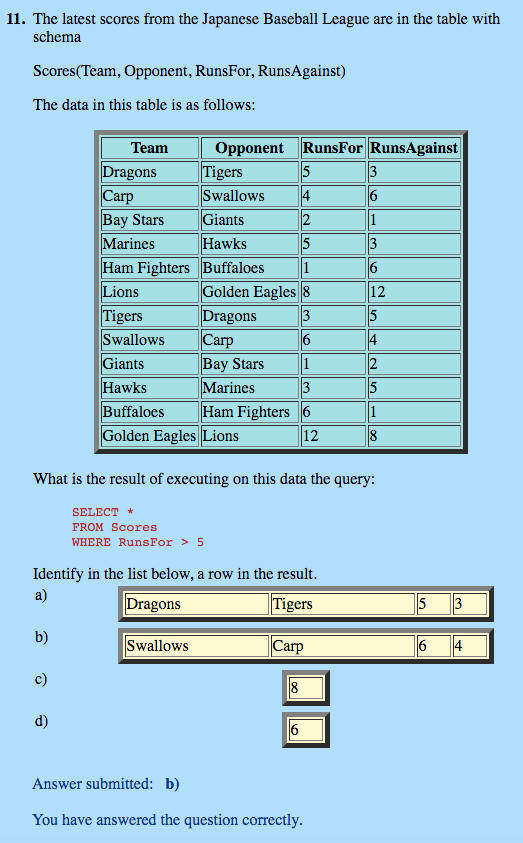 11. The latest scores from the Japanese Baseball League are in the table with
schema
Scores(Team, Opponent, RunsFor, RunsAgainst)
The data in this table is as follows:
Team Opponent RunsFor RunsAgainst
Dragons Tigers 5 3
Carp Swallows 4 6
Bay Stars Giants 2 1
Marines Hawks 5 3
Ham Fighters Buffaloes 1 6
Lions Golden Eagles 8 12
Tigers Dragons 3 5
Swallows Carp 6 4
Giants Bay Stars 1 2
Hawks Marines 3 5
Buffaloes Ham Fighters 6 1
Golden Eagles Lions 12 8
What is the result of executing on this data the query:
SELECT *
FROM Scores
WHERE RunsFor > 5
Identify in the list below, a row in the result.
a) Dragons Tigers 5 3
b) Swallows Carp 6 4
c) 8
d) 6
Answer submitted: b)
You have answered the question correctly.